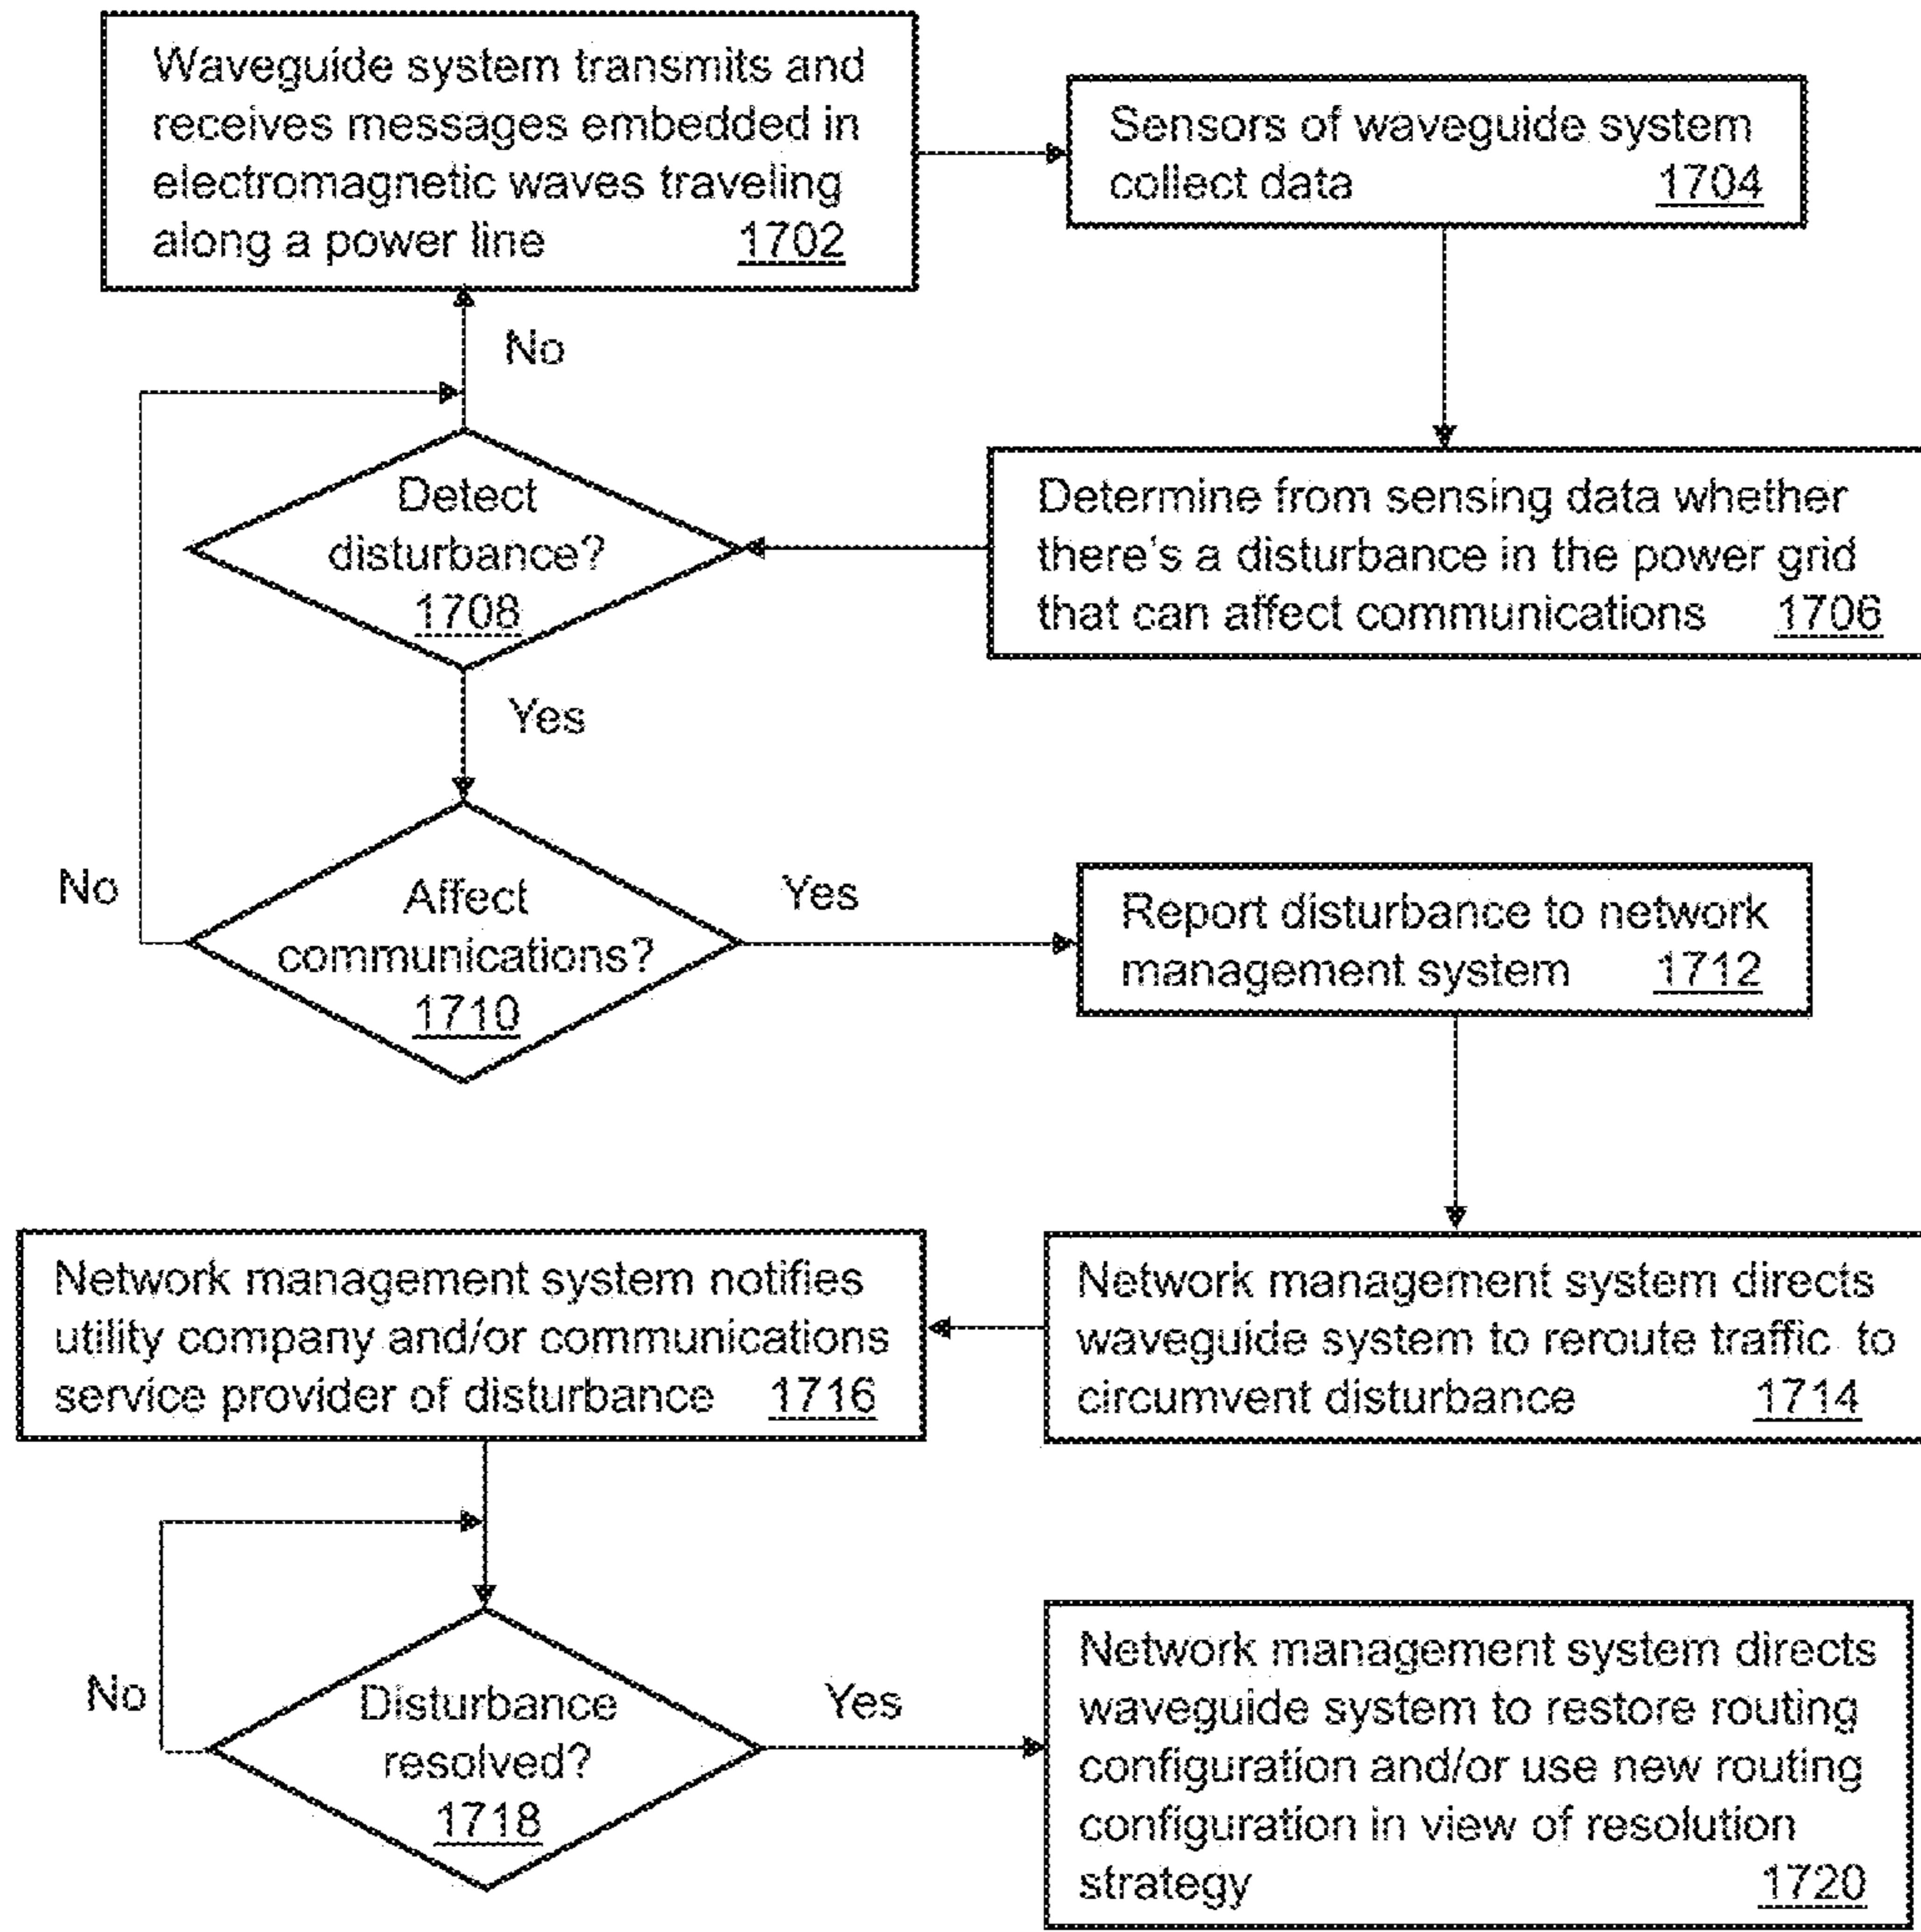 Waveguide system transmits and
receives messages embedded in
electromagnetic waves traveling
along a power line 1702
Sensors of waveguide system
collect data 1704
No
Detect
disturbance?
1708
Determine from sensing data whether
there's a disturbance in the power grid
that can affect communications 1706
Yes
No
Affect
communications?
1710
Yes
Report disturbance to network
management system 1712
Network management system directs
waveguide system to reroute traffic to
circumvent disturbance 1714
Network management system notifies
utility company and/or communications
service provider of disturbance 1716
No
Disturbance
resolved?
1718
Yes
Network management system directs
waveguide system to restore routing
configuration and/or use new routing
configuration in view of resolution
strategy 1720